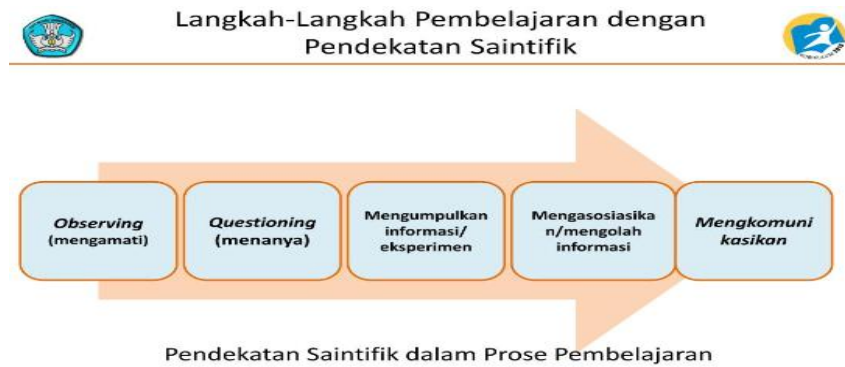 Langkah-Langkah Pembelajaran dengan
Pendekatan Saintifik
Observing
(mengamati)
Questioning
(menanya)
Mengumpulkan
informasi/
eksperimen
Mengasosiasika
n/mengolah
informasi
Mengkomuni
kasikan
Pendekatan Saintifik dalam Prose Pembelajaran